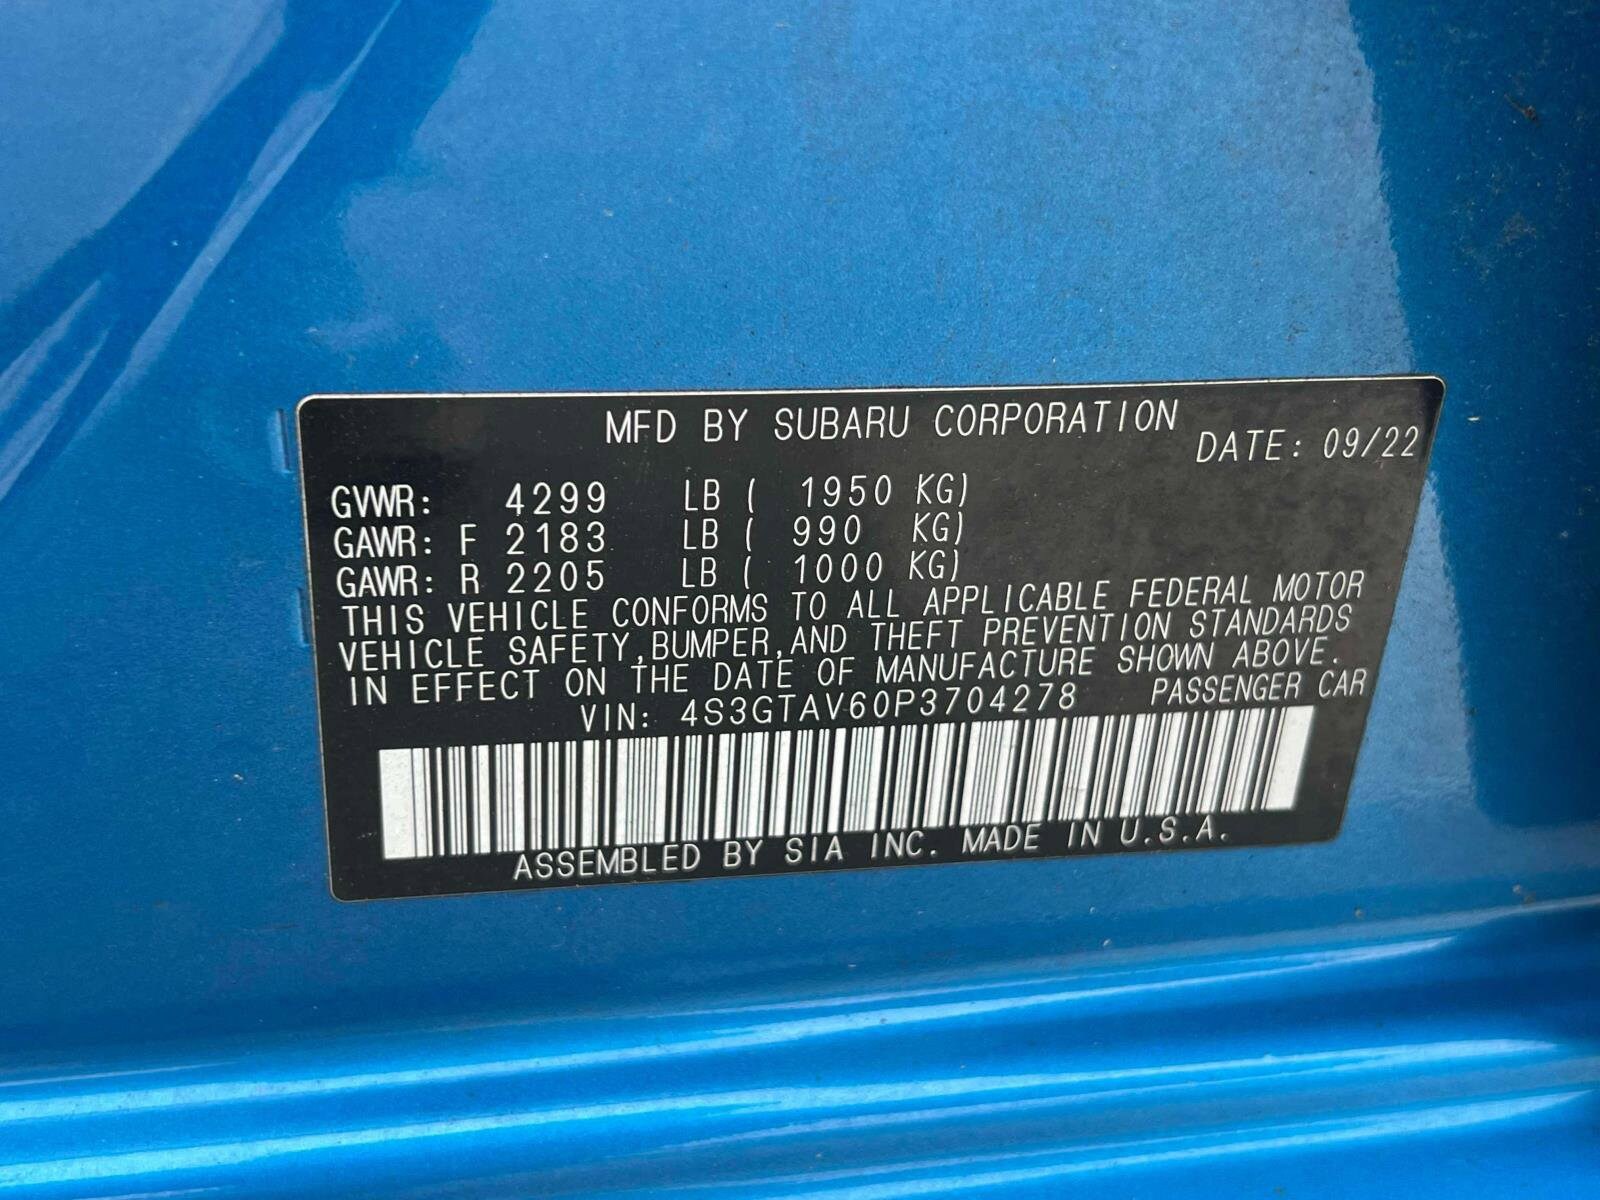 MFD BY SUBARU CORPORATION
DATE: 09/22
GVWR: 4299 LB ( 1950 KG)
GAWR: F 2183 LB ( 990 KG)
GAWR: R 2205 LB ( 1000 KG)
THIS VEHICLE CONFORMS TO ALL APPLICABLE FEDERAL MOTOR
VEHICLE SAFETY,BUMPER,AND THEFT PREVENTION STANDARDS
IN EFFECT ON THE DATE OF MANUFACTURE SHOWN ABOVE.
VIN: 4S3GTAV60P3704278 PASSENGER CAR
ASSEMBLED BY SIA INC. MADE IN U.S.A.